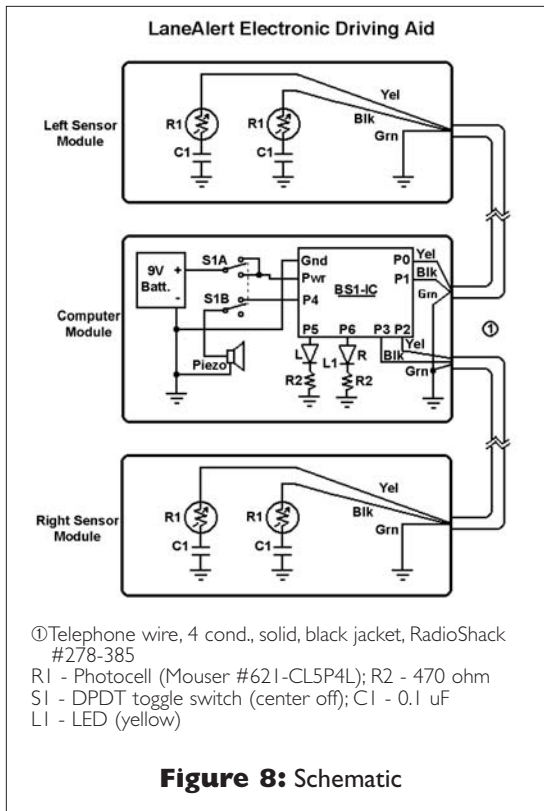 LaneAlert Electronic Driving Aid
Left Sensor
Module
R1
R1
C1
C1
Yel
Blk
Grn
Computer
Module
9V
Batt.
+
-
S1A
S1B
Piezo
Gnd
Pwr
P4
BS1-IC
P0
P1
P5
P6
P3
P2
Yel
Blk
Grn
L
L1
R
R2
R2
Yel
Blk
Grn
①
Right Sensor
Module
R1
R1
C1
C1
Yel
Blk
Grn
①Telephone wire, 4 cond., solid, black jacket, RadioShack
#278-385
R1 - Photocell (Mouser #621-CL5P4L); R2 - 470 ohm
S1 - DPDT toggle switch (center off); C1 - 0.1 uF
L1 - LED (yellow)
Figure 8: Schematic